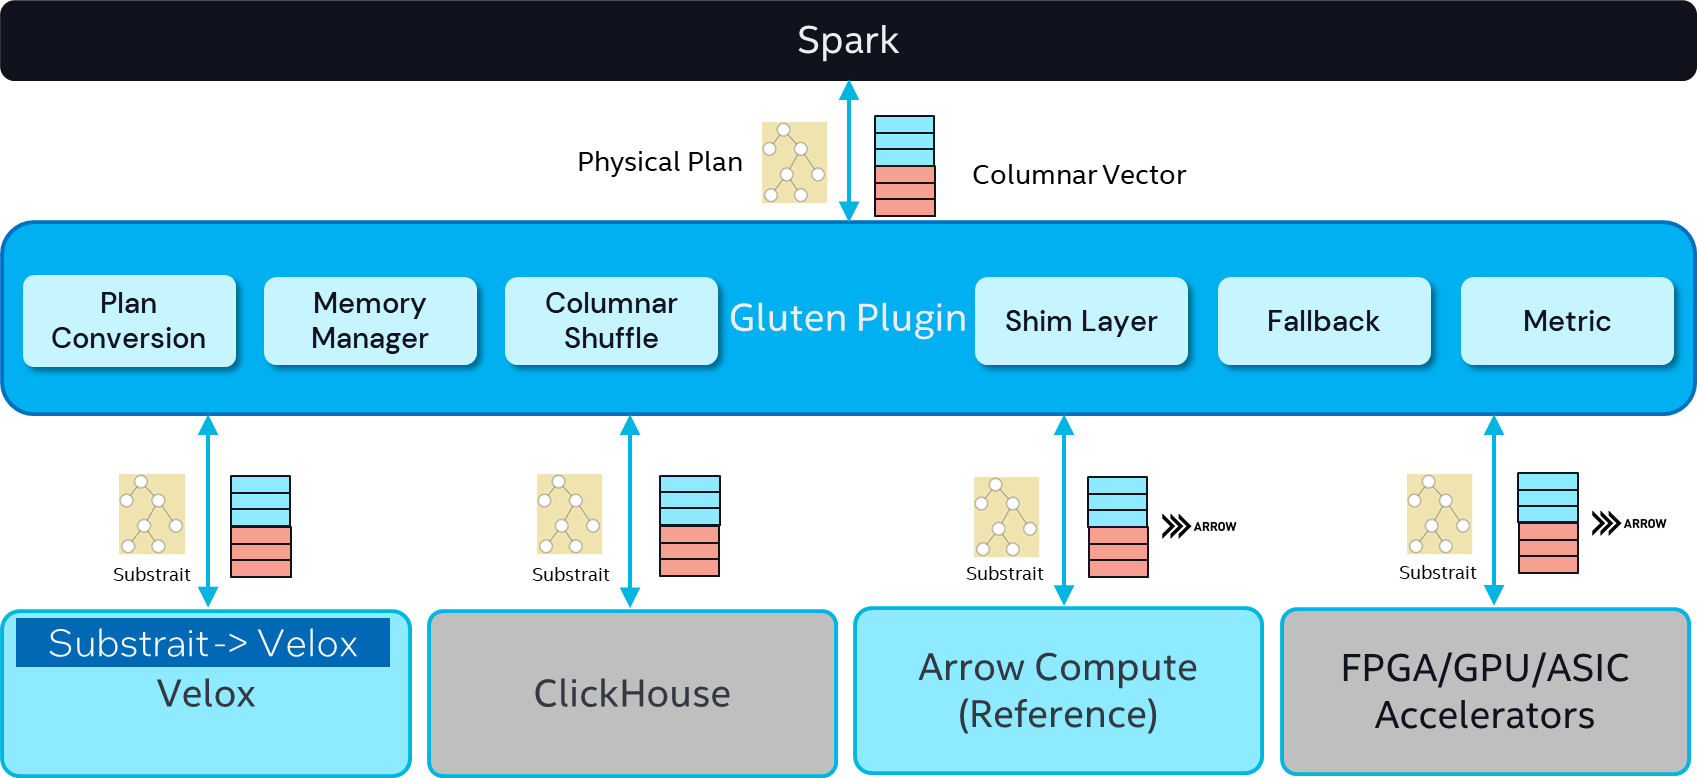 Spark
Physical Plan
Columnar Vector
Plan
Conversion
Memory
Manager
Columnar
Shuffle
Gluten Plugin
Shim Layer
Fallback
Metric
Substrait
Substrait
Substrait
ARROW
Substrait
ARROW
Substrait-> Velox
Velox
ClickHouse
Arrow Compute
(Reference)
FPGA/GPU/ASIC
Accelerators